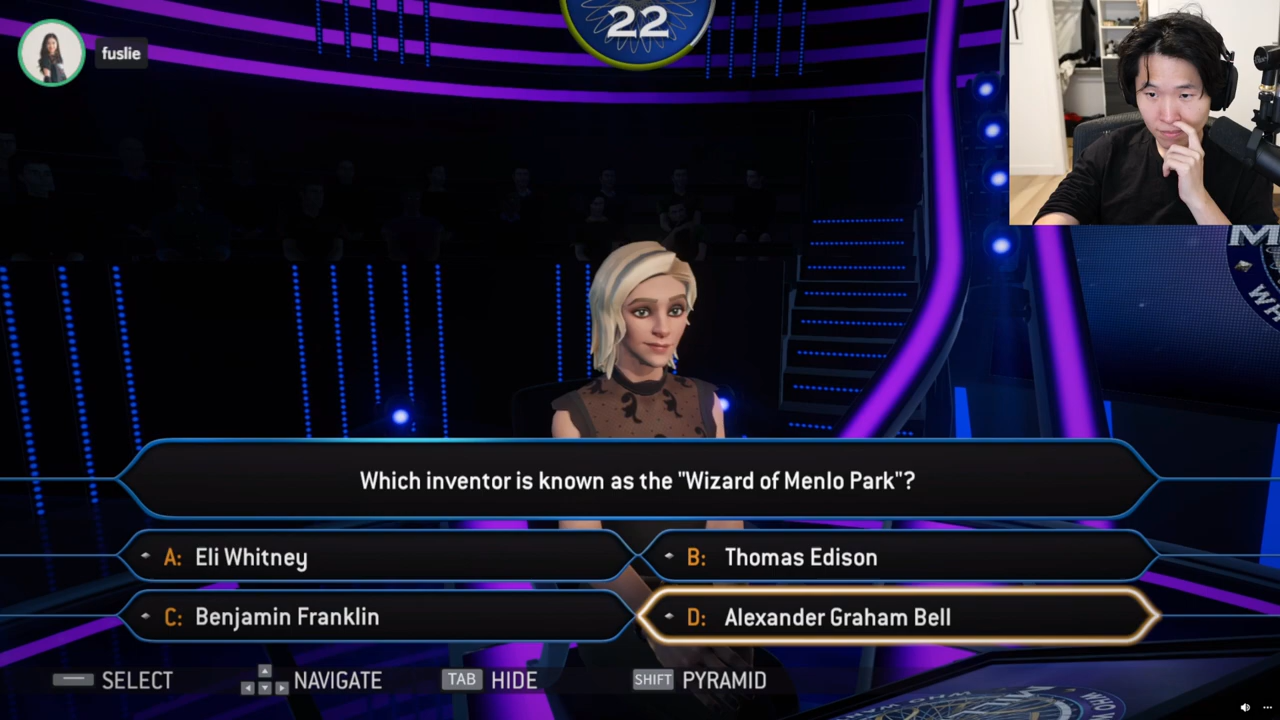 22
fuslie
Which inventor is known as the "Wizard of Menlo Park"?
A: Eli Whitney
B: Thomas Edison
C: Benjamin Franklin
D: Alexander Graham Bell
SELECT
NAVIGATE
TAB HIDE
SHIFT PYRAMID